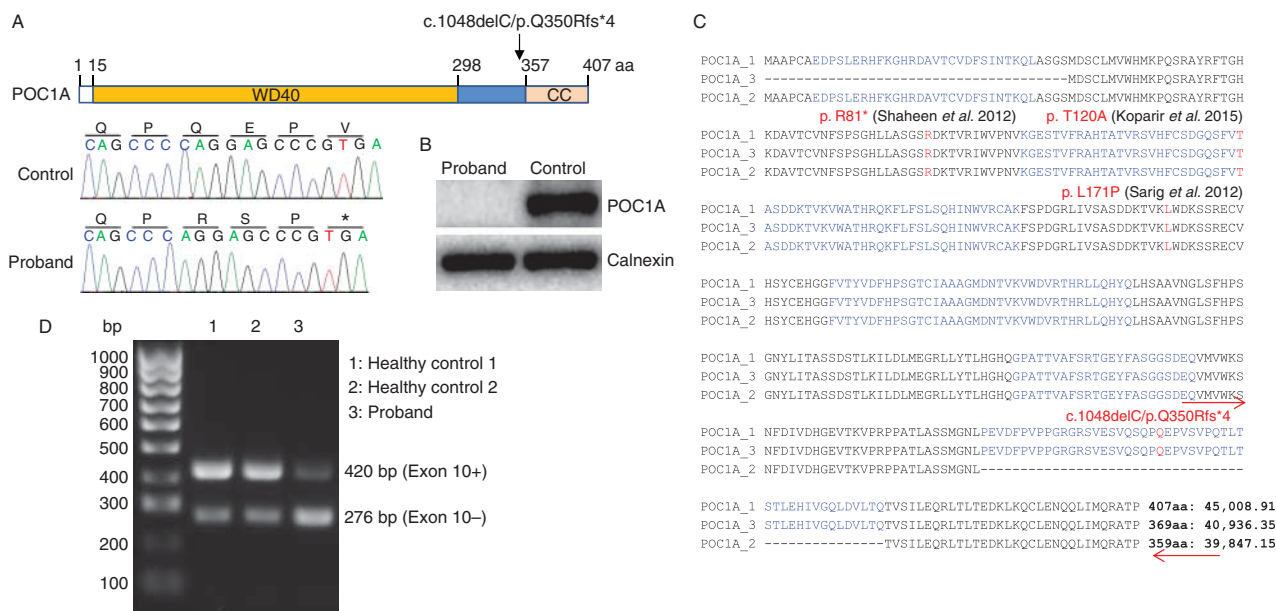 A
c.1048delC/p.Q350Rfs*4
1 15 298 357 407 aa
POC1A WD40 CC
Q P Q E P V
CAGCCCCAGGAGCCCGTGA
Control
Q P R S P *
CAGCCCAGGAGCCCGTGA
Proband
B
Proband Control
POC1A
Calnexin
D
bp 1 2 3
1000
900
800
700
600
500
400
300
200
100
1: Healthy control 1
2: Healthy control 2
3: Proband
420 bp (Exon 10+)
276 bp (Exon 10–)
C
POC1A_1 MAAPCAEDPSLERHFKGHRDAVTCVDFSINTKQLASGSMDSCLMVWHMKPQSRAYRFTGH
POC1A_3 --------------------------------------MDSCLMVWHMKPQSRAYRFTGH
POC1A_2 MAAPCAEDPSLERHFKGHRDAVTCVDFSINTKQLASGSMDSCLMVWHMKPQSRAYRFTGH
p. R81* (Shaheen et al. 2012) p. T120A (Koparir et al. 2015)
POC1A_1 KDAVTCVNFSPSGHLLASGSRDKTVRIWVPNVKGESTVFRAHTATVRSVHFCSDGQSFVT
POC1A_3 KDAVTCVNFSPSGHLLASGSRDKTVRIWVPNVKGESTVFRAHTATVRSVHFCSDGQSFVT
POC1A_2 KDAVTCVNFSPSGHLLASGSRDKTVRIWVPNVKGESTVFRAHTATVRSVHFCSDGQSFVT
p. L171P (Sarig et al. 2012)
POC1A_1 ASDDKTVKVWATHRQKFLFSLSQHINWVRCAKFSPDGRLIVSASDDKTVKLWDKSSRECV
POC1A_3 ASDDKTVKVWATHRQKFLFSLSQHINWVRCAKFSPDGRLIVSASDDKTVKLWDKSSRECV
POC1A_2 ASDDKTVKVWATHRQKFLFSLSQHINWVRCAKFSPDGRLIVSASDDKTVKLWDKSSRECV
POC1A_1 HSYCEHGGFVTYVDFHPSGTCIAAAGMDNTVKVWDVRTHRLLQHYQLHSAAVNGLSFHPS
POC1A_3 HSYCEHGGFVTYVDFHPSGTCIAAAGMDNTVKVWDVRTHRLLQHYQLHSAAVNGLSFHPS
POC1A_2 HSYCEHGGFVTYVDFHPSGTCIAAAGMDNTVKVWDVRTHRLLQHYQLHSAAVNGLSFHPS
POC1A_1 GNYLITASSDSTLKILDLMEGRLLYTLHGHQGPATTVAFSRTGEYFASGGSDEQVMVWKS
POC1A_3 GNYLITASSDSTLKILDLMEGRLLYTLHGHQGPATTVAFSRTGEYFASGGSDEQVMVWKS
POC1A_2 GNYLITASSDSTLKILDLMEGRLLYTLHGHQGPATTVAFSRTGEYFASGGSDEQVMVWKS
c.1048delC/p.Q350Rfs*4
POC1A_1 NFDIVDHGEVTKVPRPPATLASSMGNLPEVDFPVPPGRGRSVESVQSQPQEPVSVPQTLT
POC1A_3 NFDIVDHGEVTKVPRPPATLASSMGNLPEVDFPVPPGRGRSVESVQSQPQEPVSVPQTLT
POC1A_2 NFDIVDHGEVTKVPRPPATLASSMGNL---------------------------------
POC1A_1 STLEHIVGQLDVLTQTVSILEQRLTLTEDKLKQCLENQQLIMQRATP 407aa: 45,008.91
POC1A_3 STLEHIVGQLDVLTQTVSILEQRLTLTEDKLKQCLENQQLIMQRATP 369aa: 40,936.35
POC1A_2 ---------------TVSILEQRLTLTEDKLKQCLENQQLIMQRATP 359aa: 39,847.15